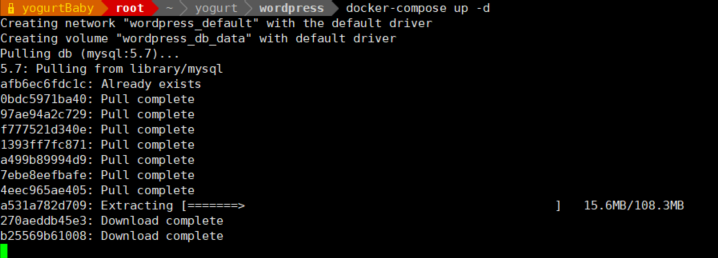 yogurtBaby root ~ yogurt wordpress docker-compose up -d
Creating network "wordpress_default" with the default driver
Creating volume "wordpress_db_data" with default driver
Pulling db (mysql:5.7)...
5.7: Pulling from library/mysql
afb6ec6fdc1c: Already exists
0bdc5971ba40: Pull complete
97ae94a2c729: Pull complete
f777521d340e: Pull complete
1393ff7fc871: Pull complete
a499b89994d9: Pull complete
7ebe8eefbafe: Pull complete
4eec965ae405: Pull complete
a531a782d709: Extracting [=======>                                           ]   15.6MB/108.3MB
270aeddb45e3: Download complete
b25569b61008: Download complete